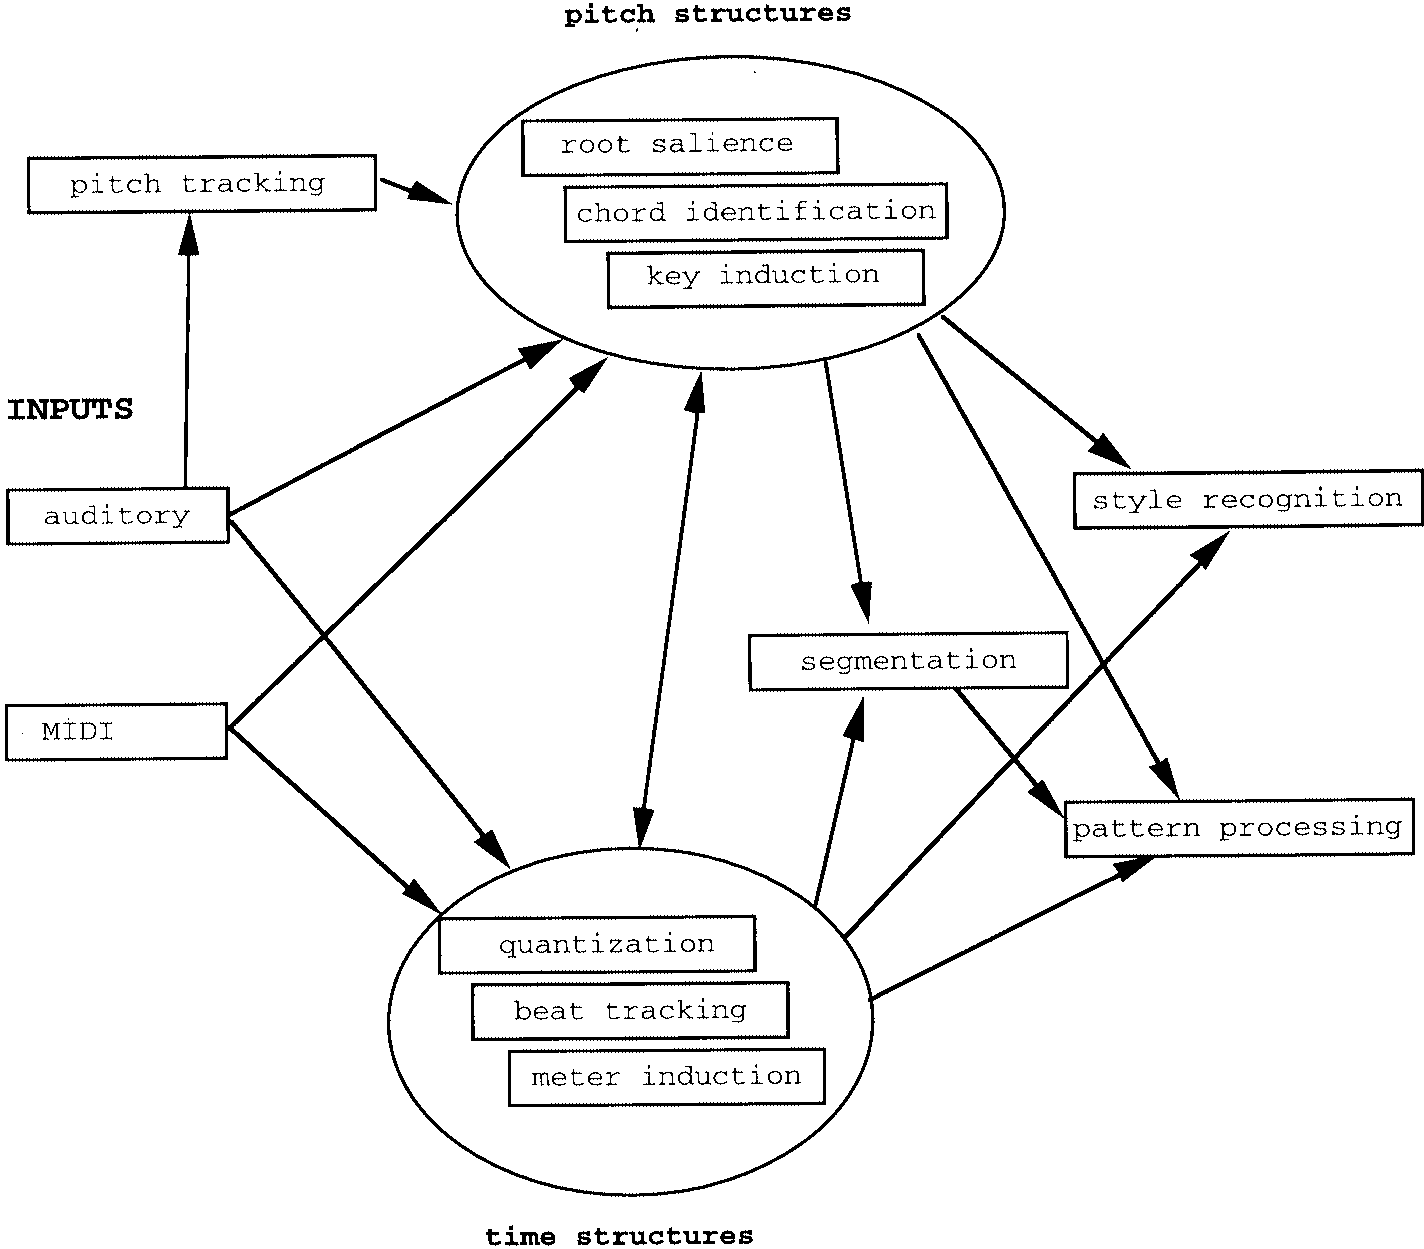 pitch structures
root salience
pitch tracking
chord identification
key induction
INPUTS
auditory
style recognition
segmentation
MIDI
pattern processing
quantization
beat tracking
meter induction
time structures